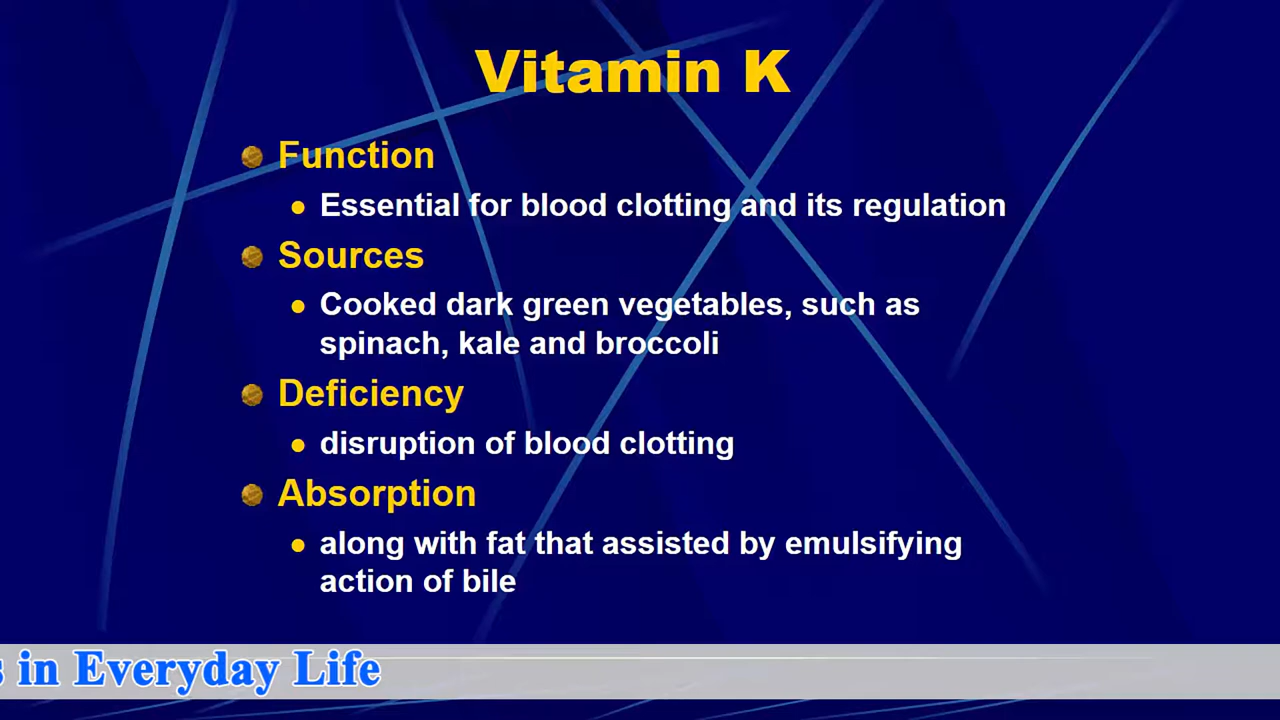 Vitamin K
Function
Essential for blood clotting and its regulation
Sources
Cooked dark green vegetables, such as
spinach, kale and broccoli
Deficiency
disruption of blood clotting
Absorption
along with fat that assisted by emulsifying
action of bile
s in Everyday Life